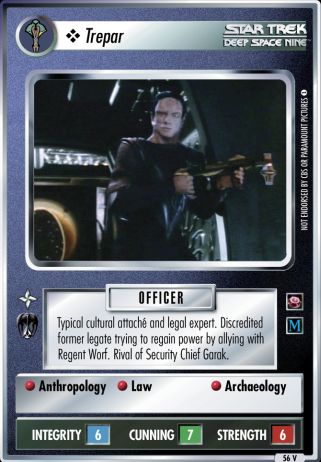 ❖ Trepar
STAR TREK
DEEP SPACE NINE
NOT ENDORSED BY CBS OR PARAMOUNT PICTURES
OFFICER
Typical cultural attaché and legal expert. Discredited
former legate trying to regain power by allying with
Regent Worf. Rival of Security Chief Garak.
M
Anthropology Law Archaeology
INTEGRITY 6 CUNNING 7 STRENGTH 6
56 V